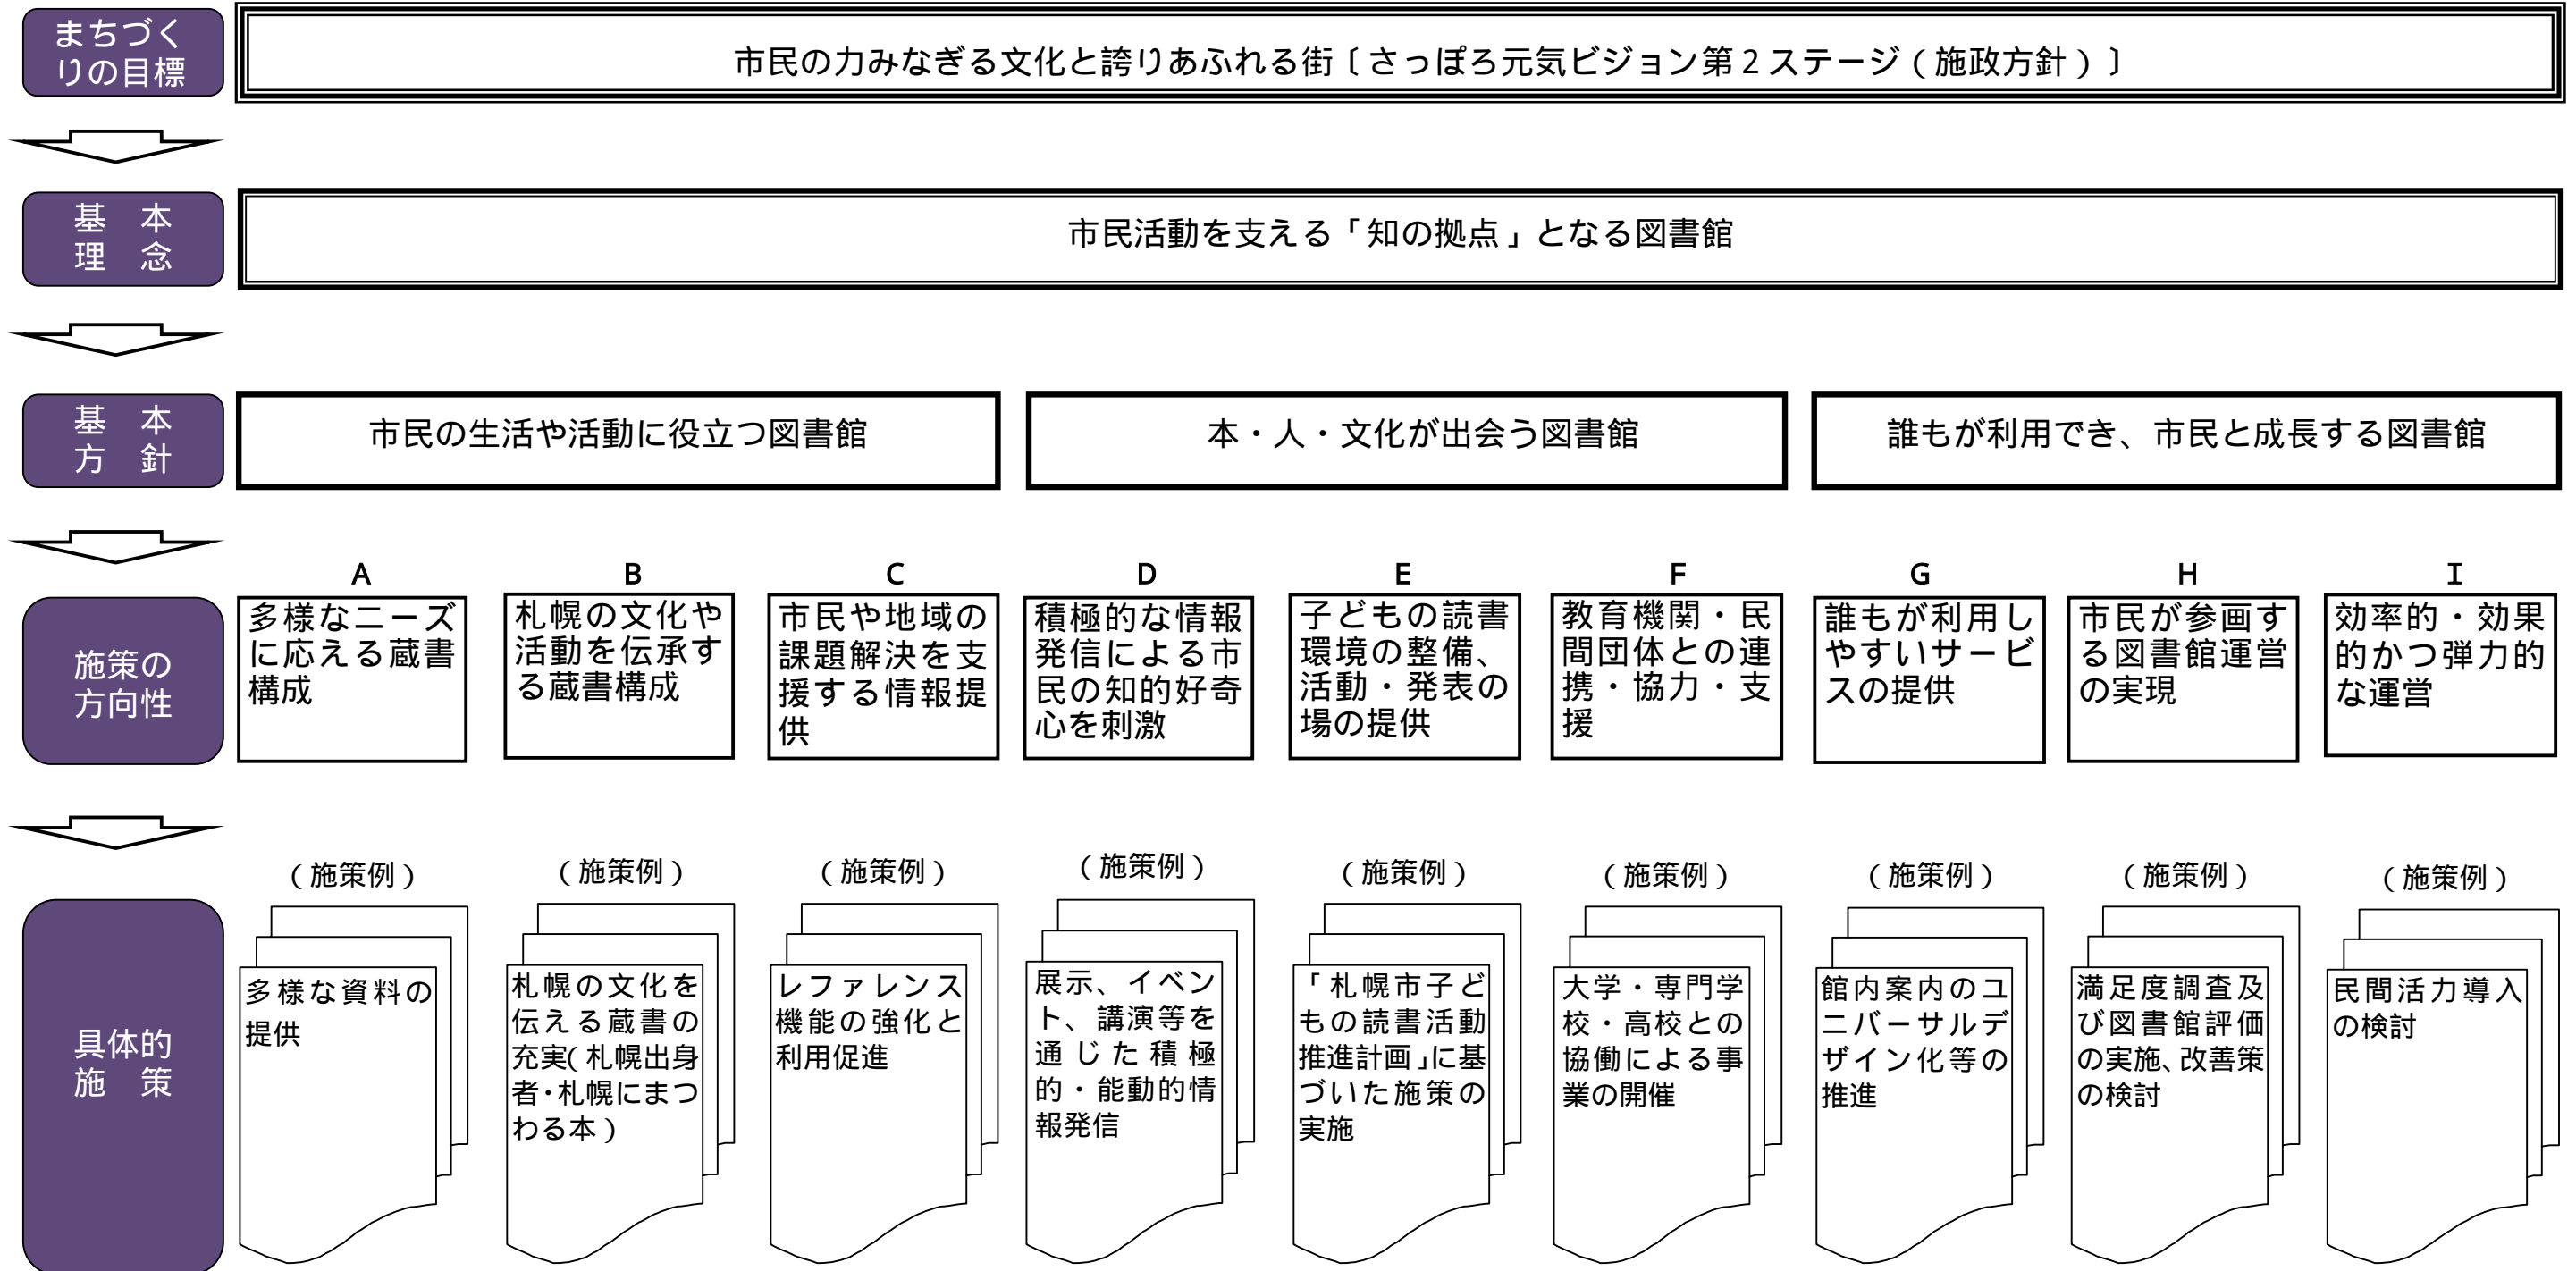 まちづく
りの目標
市民の力みなぎる文化と誇りあふれる街〔さっぽろ元気ビジョン第2ステージ(施政方針)〕
基　本
理　念
市民活動を支える「知の拠点」となる図書館
基　本
方　針
市民の生活や活動に役立つ図書館
本・人・文化が出会う図書館
誰もが利用でき、市民と成長する図書館
施策の
方向性
A
多様なニーズ
に応える蔵書
構成
B
札幌の文化や
活動を伝承す
る蔵書構成
C
市民や地域の
課題解決を支
援する情報提
供
D
積極的な情報
発信による市
民の知的好奇
心を刺激
E
子どもの読書
環境の整備、
活動・発表の
場の提供
F
教育機関・民
間団体との連
携・協力・支
援
G
誰もが利用し
やすいサービ
スの提供
H
市民が参画す
る図書館運営
の実現
I
効率的・効果
的かつ弾力的
な運営
具体的
施　策
(施策例)
多様な資料の
提供
(施策例)
札幌の文化を
伝える蔵書の
充実(札幌出身
者・札幌にまつ
わる本)
(施策例)
レファレンス
機能の強化と
利用促進
(施策例)
展示、イベン
ト、講演等を
通じた積極
的・能動的情
報発信
(施策例)
「札幌市子ど
もの読書活動
推進計画」に基
づいた施策の
実施
(施策例)
大学・専門学
校・高校との
協働による事
業の開催
(施策例)
館内案内のユ
ニバーサルデ
ザイン化等の
推進
(施策例)
満足度調査及
び図書館評価
の実施、改善策
の検討
(施策例)
民間活力導入
の検討